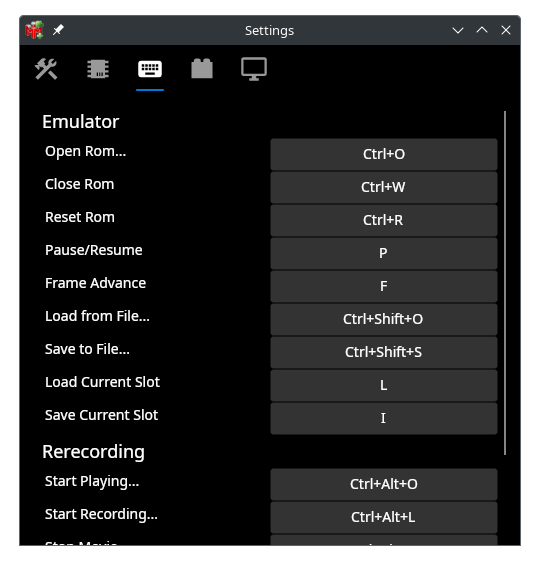 Settings
Emulator
Open Rom... Ctrl+O
Close Rom Ctrl+W
Reset Rom Ctrl+R
Pause/Resume P
Frame Advance F
Load from File... Ctrl+Shift+O
Save to File... Ctrl+Shift+S
Load Current Slot L
Save Current Slot I
Rerecording
Start Playing... Ctrl+Alt+O
Start Recording... Ctrl+Alt+L
Stop Movie